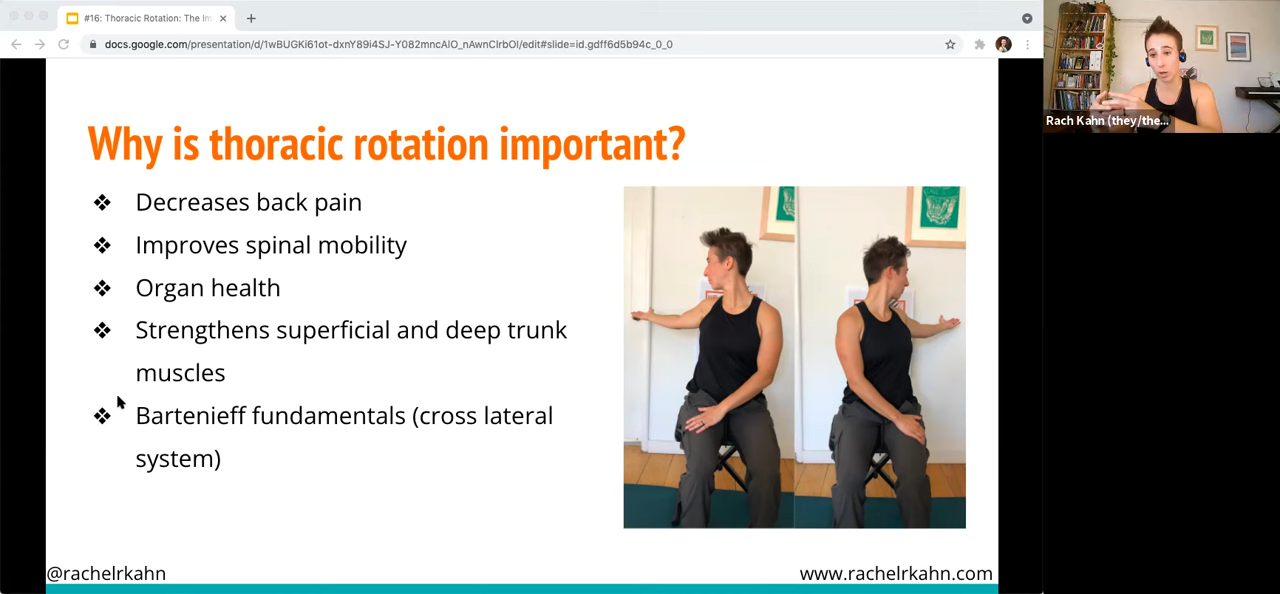 #16: Thoracic Rotation: The Im
docs.google.com/presentation/d/1wBUGKi61ot-dxnY89i4SJ-Y082mncAlO_nAwnClrbOI/edit#slide=id.gdff6d5b94c_0_0
Rach Kahn (they/the...
Why is thoracic rotation important?
❖ Decreases back pain
❖ Improves spinal mobility
❖ Organ health
❖ Strengthens superficial and deep trunk
muscles
❖ Bartenieff fundamentals (cross lateral
system)
@rachelrkahn
www.rachelrkahn.com